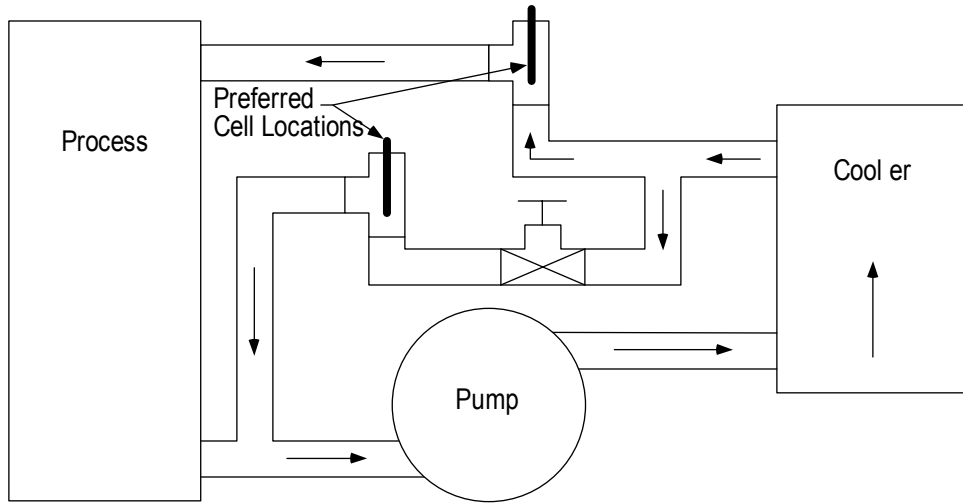 Preferred
Cell Locations
Process
Cool er
Pump